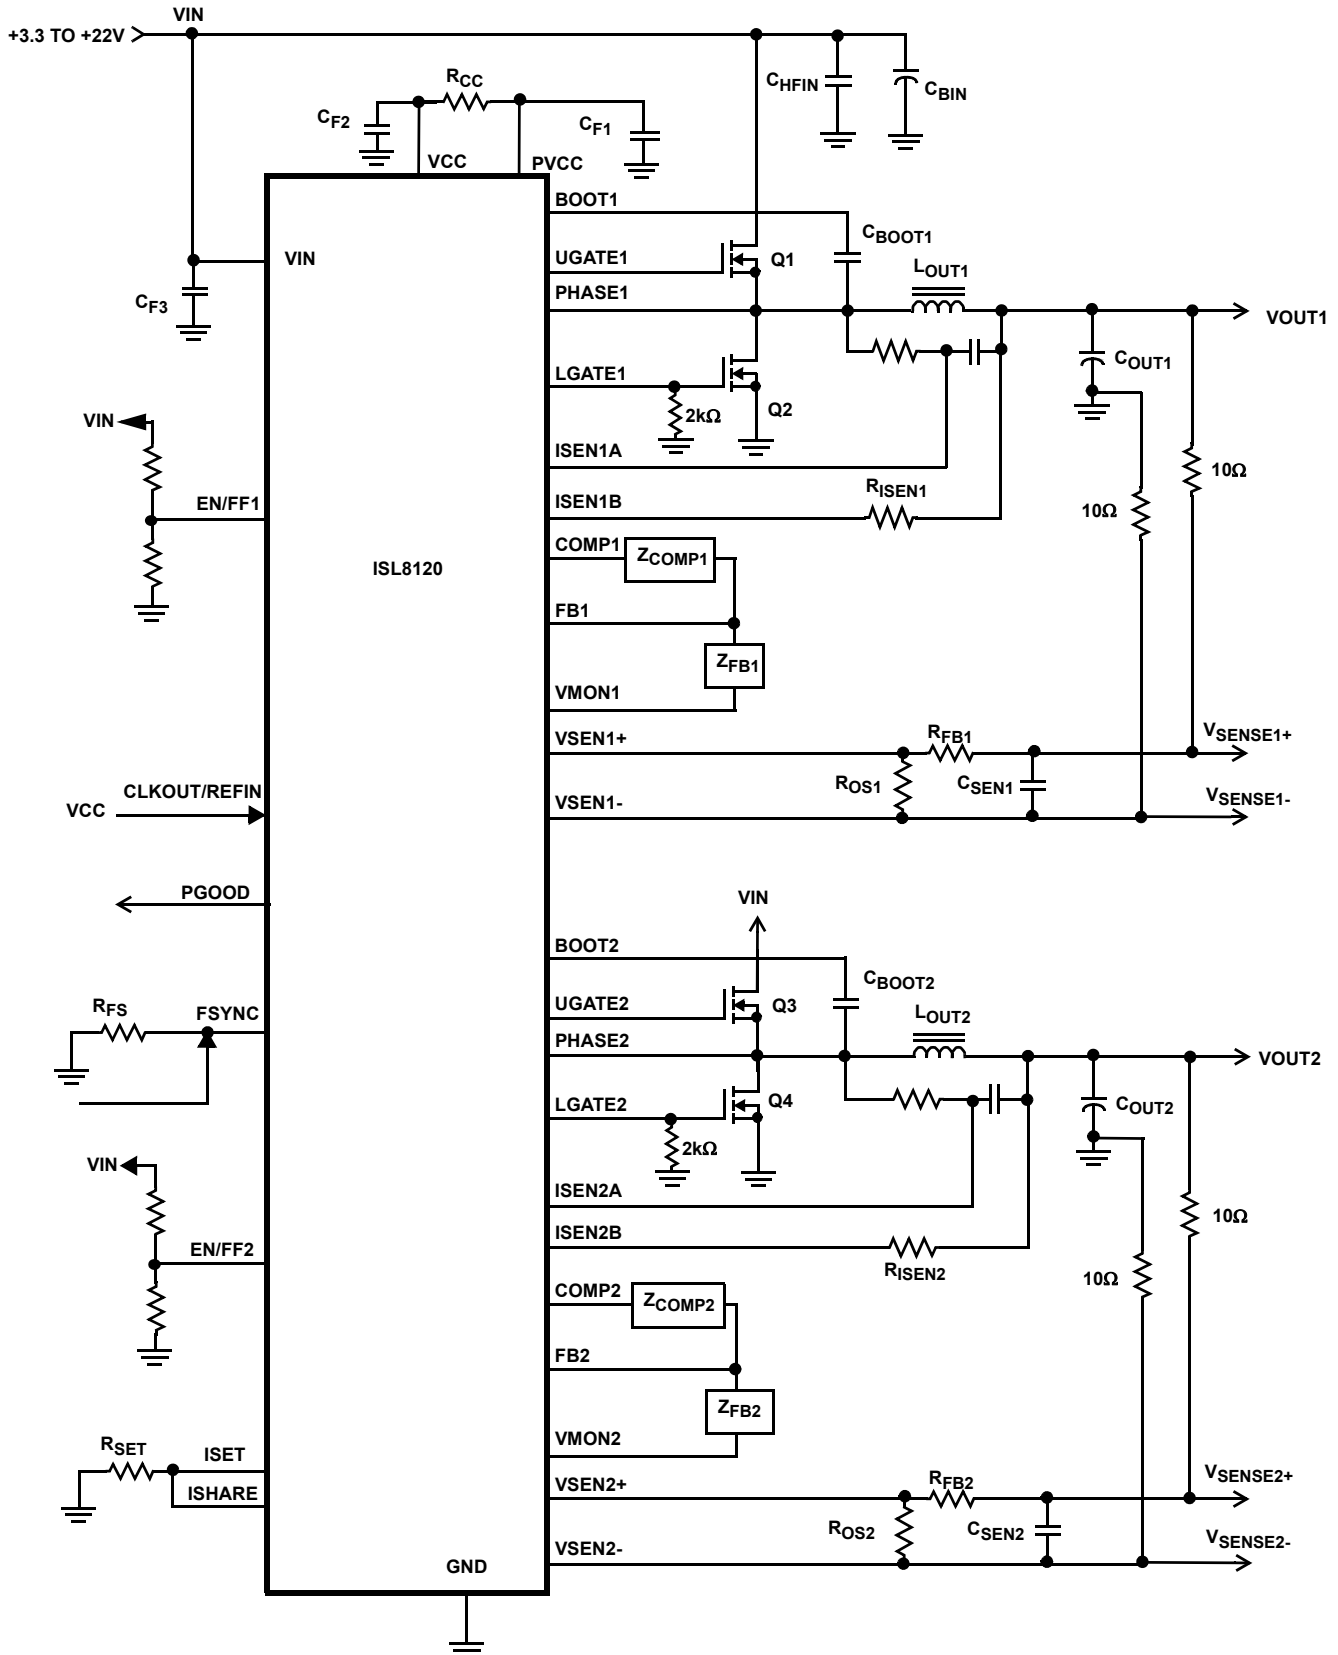 VIN
+3.3 TO +22V
RCC
CHFIN
CBIN
CF2
CF1
VCC
PVCC
BOOT1
CBOOT1
VIN
UGATE1
Q1
LOUT1
CF3
PHASE1
VOUT1
COUT1
LGATE1
Q2
2kΩ
VIN
ISEN1A
10Ω
RISEN1
EN/FF1
ISEN1B
10Ω
COMP1
ZCOMP1
ISL8120
FB1
ZFB1
VMON1
VSEN1+
RFB1
VSENSE1+
CLKOUT/REFIN
ROS1
CSEN1
VCC
VSEN1-
VSENSE1-
PGOOD
VIN
BOOT2
CBOOT2
RFS
FSYNC
UGATE2
Q3
LOUT2
PHASE2
VOUT2
LGATE2
Q4
COUT2
2kΩ
VIN
ISEN2A
10Ω
ISEN2B
EN/FF2
RISEN2
10Ω
COMP2
ZCOMP2
FB2
ZFB2
VMON2
RSET
ISET
VSEN2+
RFB2
VSENSE2+
ISHARE
ROS2
CSEN2
VSEN2-
VSENSE2-
GND